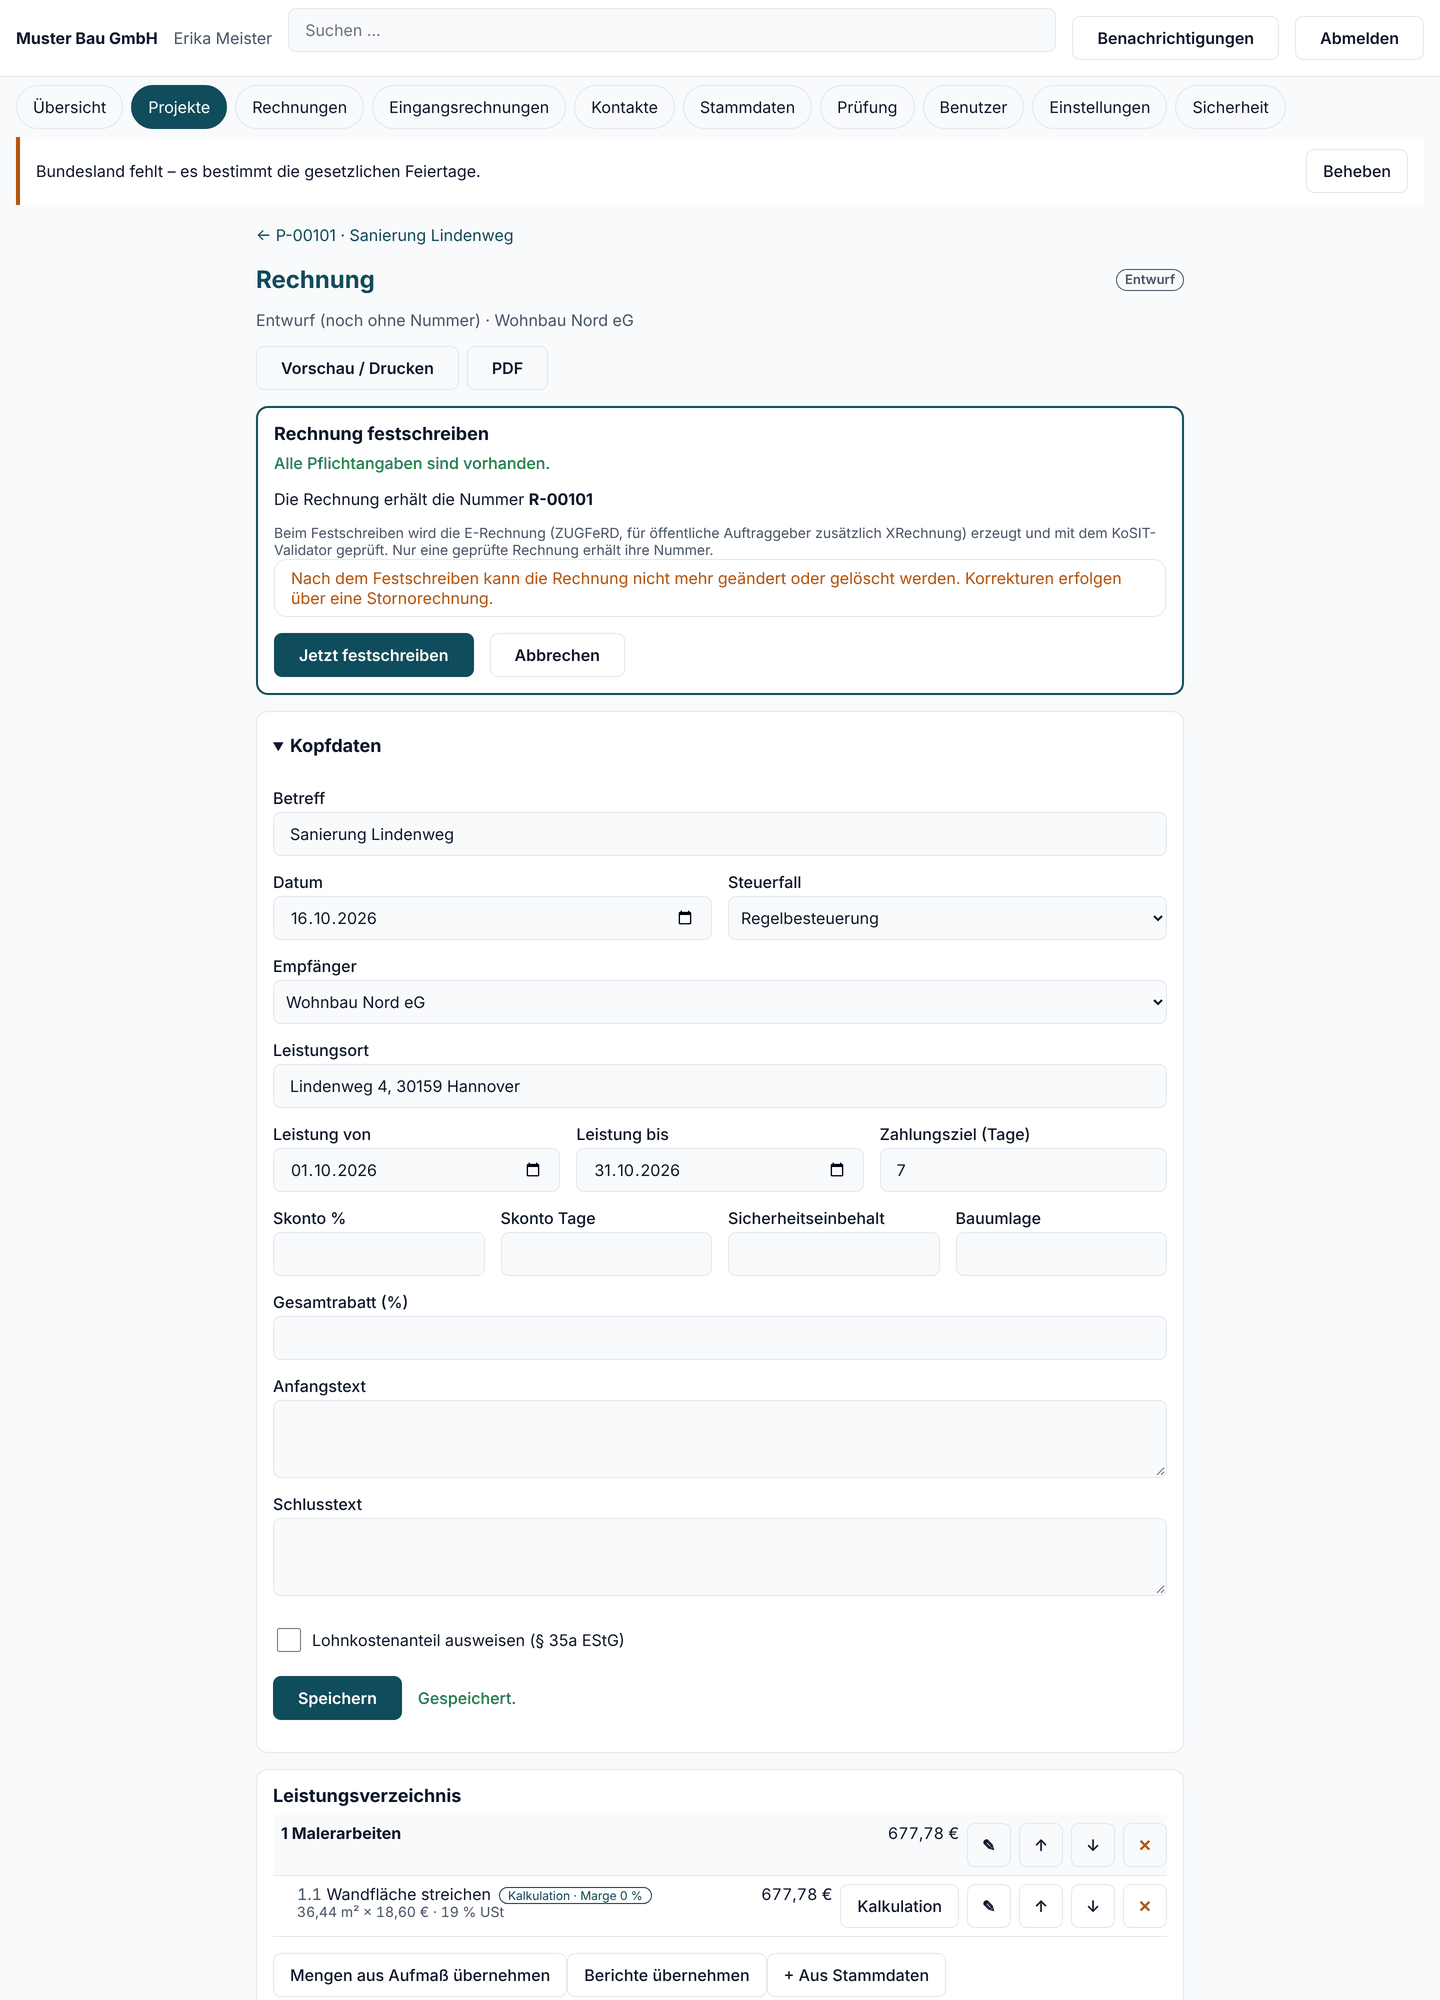 Muster Bau GmbH Erika Meister Suchen ... Benachrichtigungen Abmelden
Übersicht Projekte Rechnungen Eingangsrechnungen Kontakte Stammdaten Prüfung Benutzer Einstellungen Sicherheit
Bundesland fehlt – es bestimmt die gesetzlichen Feiertage. Beheben
← P-00101 · Sanierung Lindenweg
Rechnung Entwurf
Entwurf (noch ohne Nummer) · Wohnbau Nord eG
Vorschau / Drucken PDF
Rechnung festschreiben
Alle Pflichtangaben sind vorhanden.
Die Rechnung erhält die Nummer R-00101
Beim Festschreiben wird die E-Rechnung (ZUGFeRD, für öffentliche Auftraggeber zusätzlich XRechnung) erzeugt und mit dem KoSIT-
Validator geprüft. Nur eine geprüfte Rechnung erhält ihre Nummer.
Nach dem Festschreiben kann die Rechnung nicht mehr geändert oder gelöscht werden. Korrekturen erfolgen
über eine Stornorechnung.
Jetzt festschreiben Abbrechen
▼ Kopfdaten
Betreff
Sanierung Lindenweg
Datum Steuerfall
16.10.2026 Regelbesteuerung
Empfänger
Wohnbau Nord eG
Leistungsort
Lindenweg 4, 30159 Hannover
Leistung von Leistung bis Zahlungsziel (Tage)
01.10.2026 31.10.2026 7
Skonto % Skonto Tage Sicherheitseinbehalt Bauumlage
Gesamtrabatt (%)
Anfangstext
Schlusstext
Lohnkostenanteil ausweisen (§ 35a EStG)
Speichern Gespeichert.
Leistungsverzeichnis
1 Malerarbeiten 677,78 € ✎ ↑ ↓ ✕
1.1 Wandfläche streichen Kalkulation · Marge 0 % 677,78 € Kalkulation ✎ ↑ ↓ ✕
36,44 m² × 18,60 € · 19 % USt
Mengen aus Aufmaß übernehmen Berichte übernehmen + Aus Stammdaten